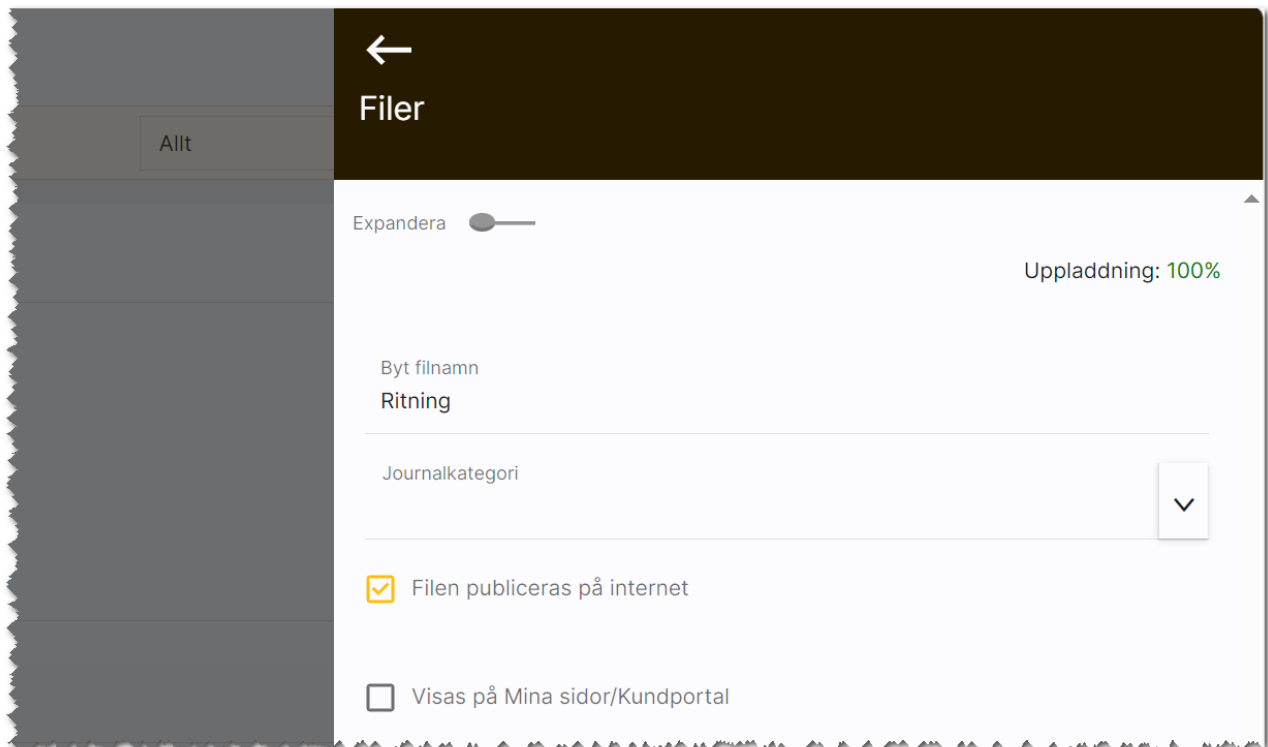 Filer
Allt
Expandera
Uppladdning: 100%
Byt filnamn
Ritning
Journalkategori
Filen publiceras på internet
Visas på Mina sidor/Kundportal